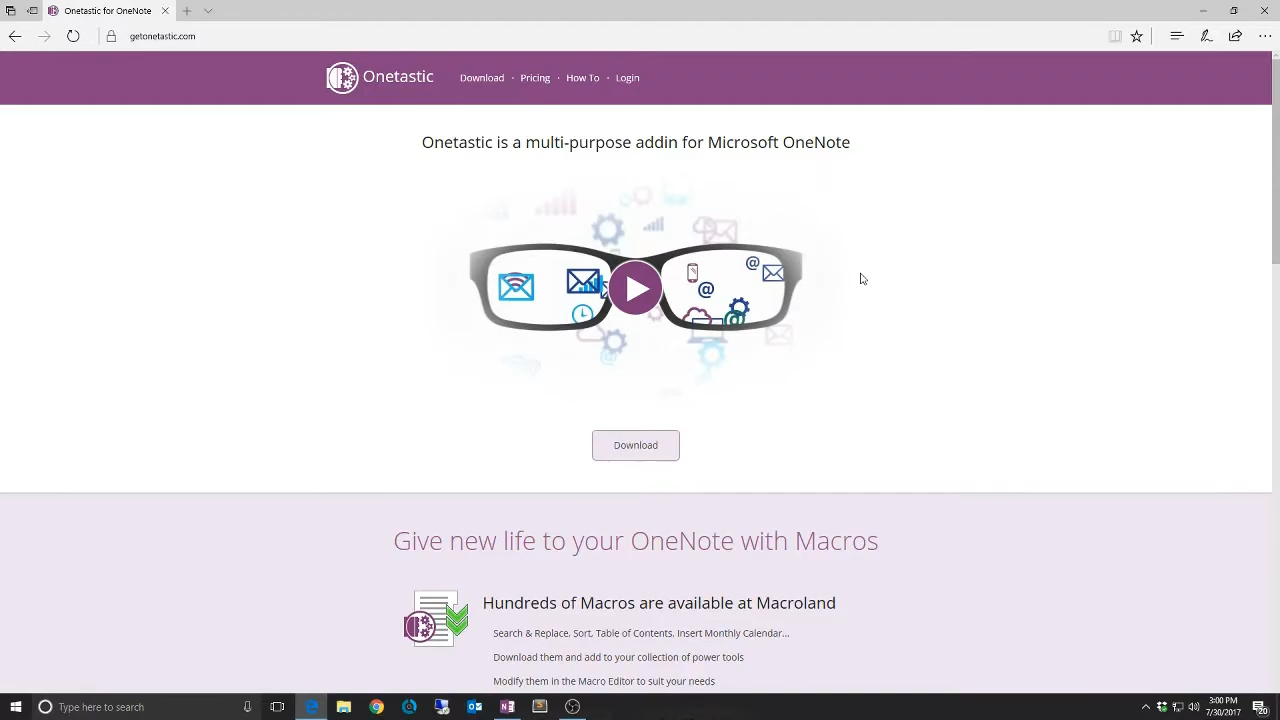 Onetastic for OneNote
getonetastic.com
Onetastic
Download · Pricing · How To · Login
Onetastic is a multi-purpose addin for Microsoft OneNote
Download
Give new life to your OneNote with Macros
Hundreds of Macros are available at Macroland
Search & Replace, Sort, Table of Contents, Insert Monthly Calendar...
Download them and add to your collection of power tools
Modify them in the Macro Editor to suit your needs
Type here to search
3:00 PM
7/30/2017
20